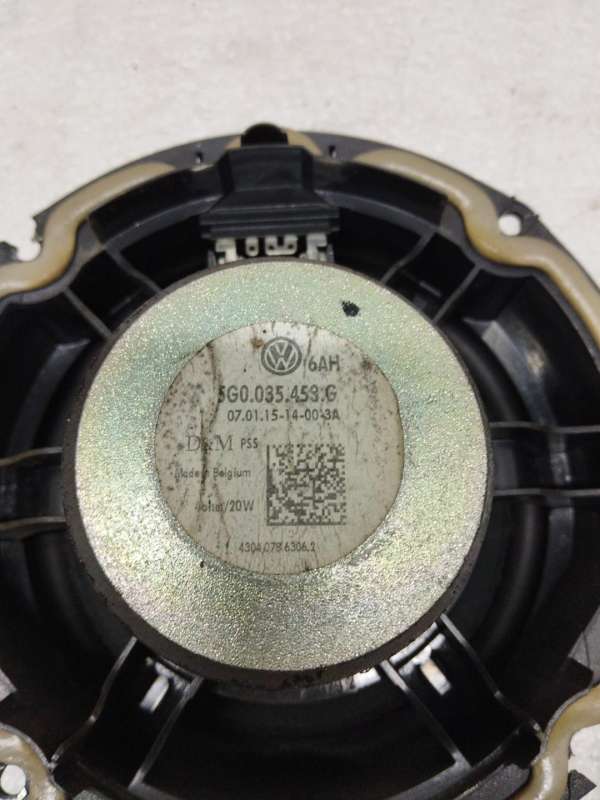 6AH
5G0.035.453.G
07.01.15-14-00-3A
D&M PSS
Made in Belgium
4ohm/20W
4304.078.6306.2